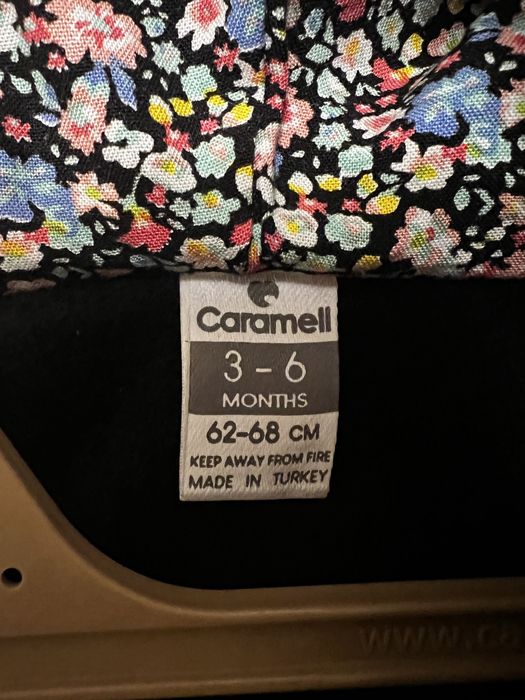 Caramell
3 - 6
MONTHS
62-68 CM
KEEP AWAY FROM FIRE
MADE IN TURKEY